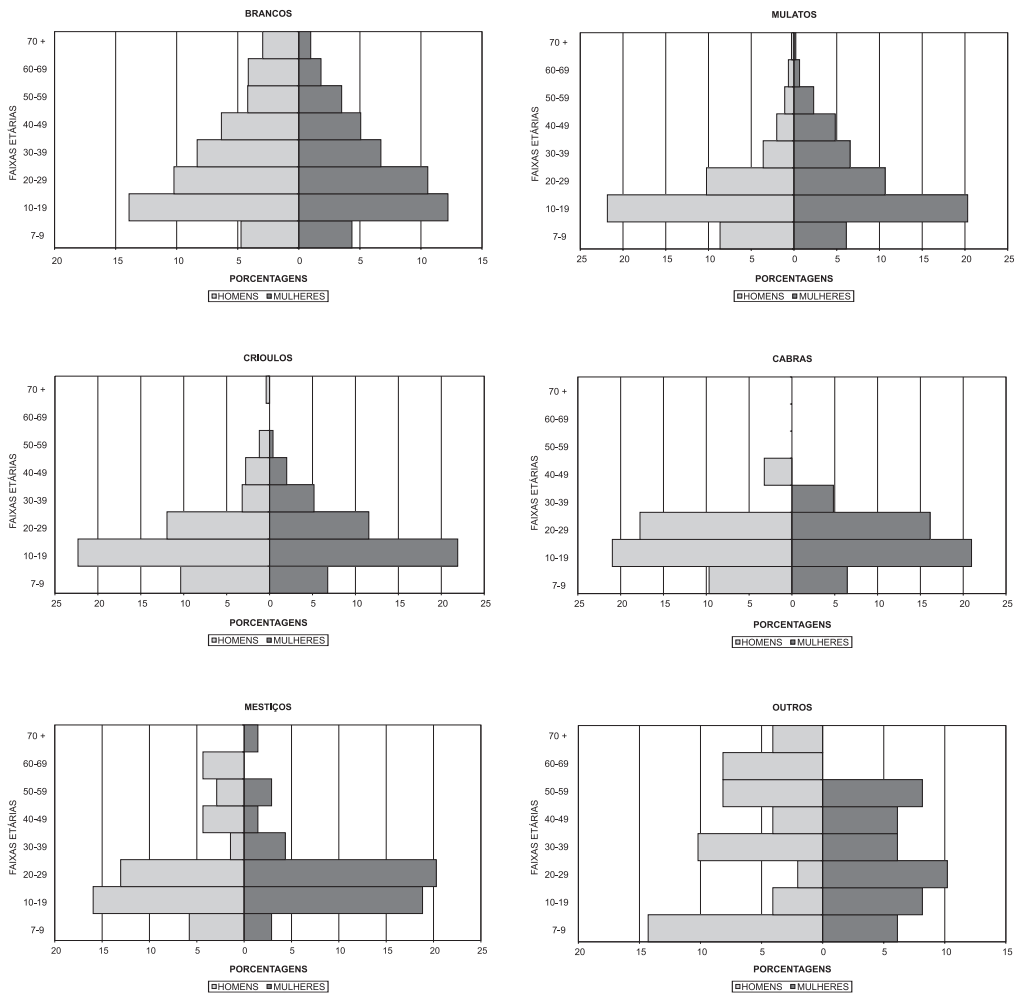 BRANCOS
FAIXAS ETÁRIAS
70 +
60-69
50-59
40-49
30-39
20-29
10-19
7-9
20 15 10 5 0 5 10 15
PORCENTAGENS
HOMENS MULHERES
MULATOS
FAIXAS ETÁRIAS
70 +
60-69
50-59
40-49
30-39
20-29
10-19
7-9
25 20 15 10 5 0 5 10 15 20 25
PORCENTAGENS
HOMENS MULHERES
CRIOULOS
FAIXAS ETÁRIAS
70 +
60-69
50-59
40-49
30-39
20-29
10-19
7-9
25 20 15 10 5 0 5 10 15 20 25
PORCENTAGENS
HOMENS MULHERES
CABRAS
FAIXAS ETÁRIAS
70 +
60-69
50-59
40-49
30-39
20-29
10-19
7-9
25 20 15 10 5 0 5 10 15 20 25
PORCENTAGENS
HOMENS MULHERES
MESTIÇOS
FAIXAS ETÁRIAS
70 +
60-69
50-59
40-49
30-39
20-29
10-19
7-9
20 15 10 5 0 5 10 15 20 25
PORCENTAGENS
HOMENS MULHERES
OUTROS
FAIXAS ETÁRIAS
70 +
60-69
50-59
40-49
30-39
20-29
10-19
7-9
20 15 10 5 0 5 10 15
PORCENTAGENS
HOMENS MULHERES